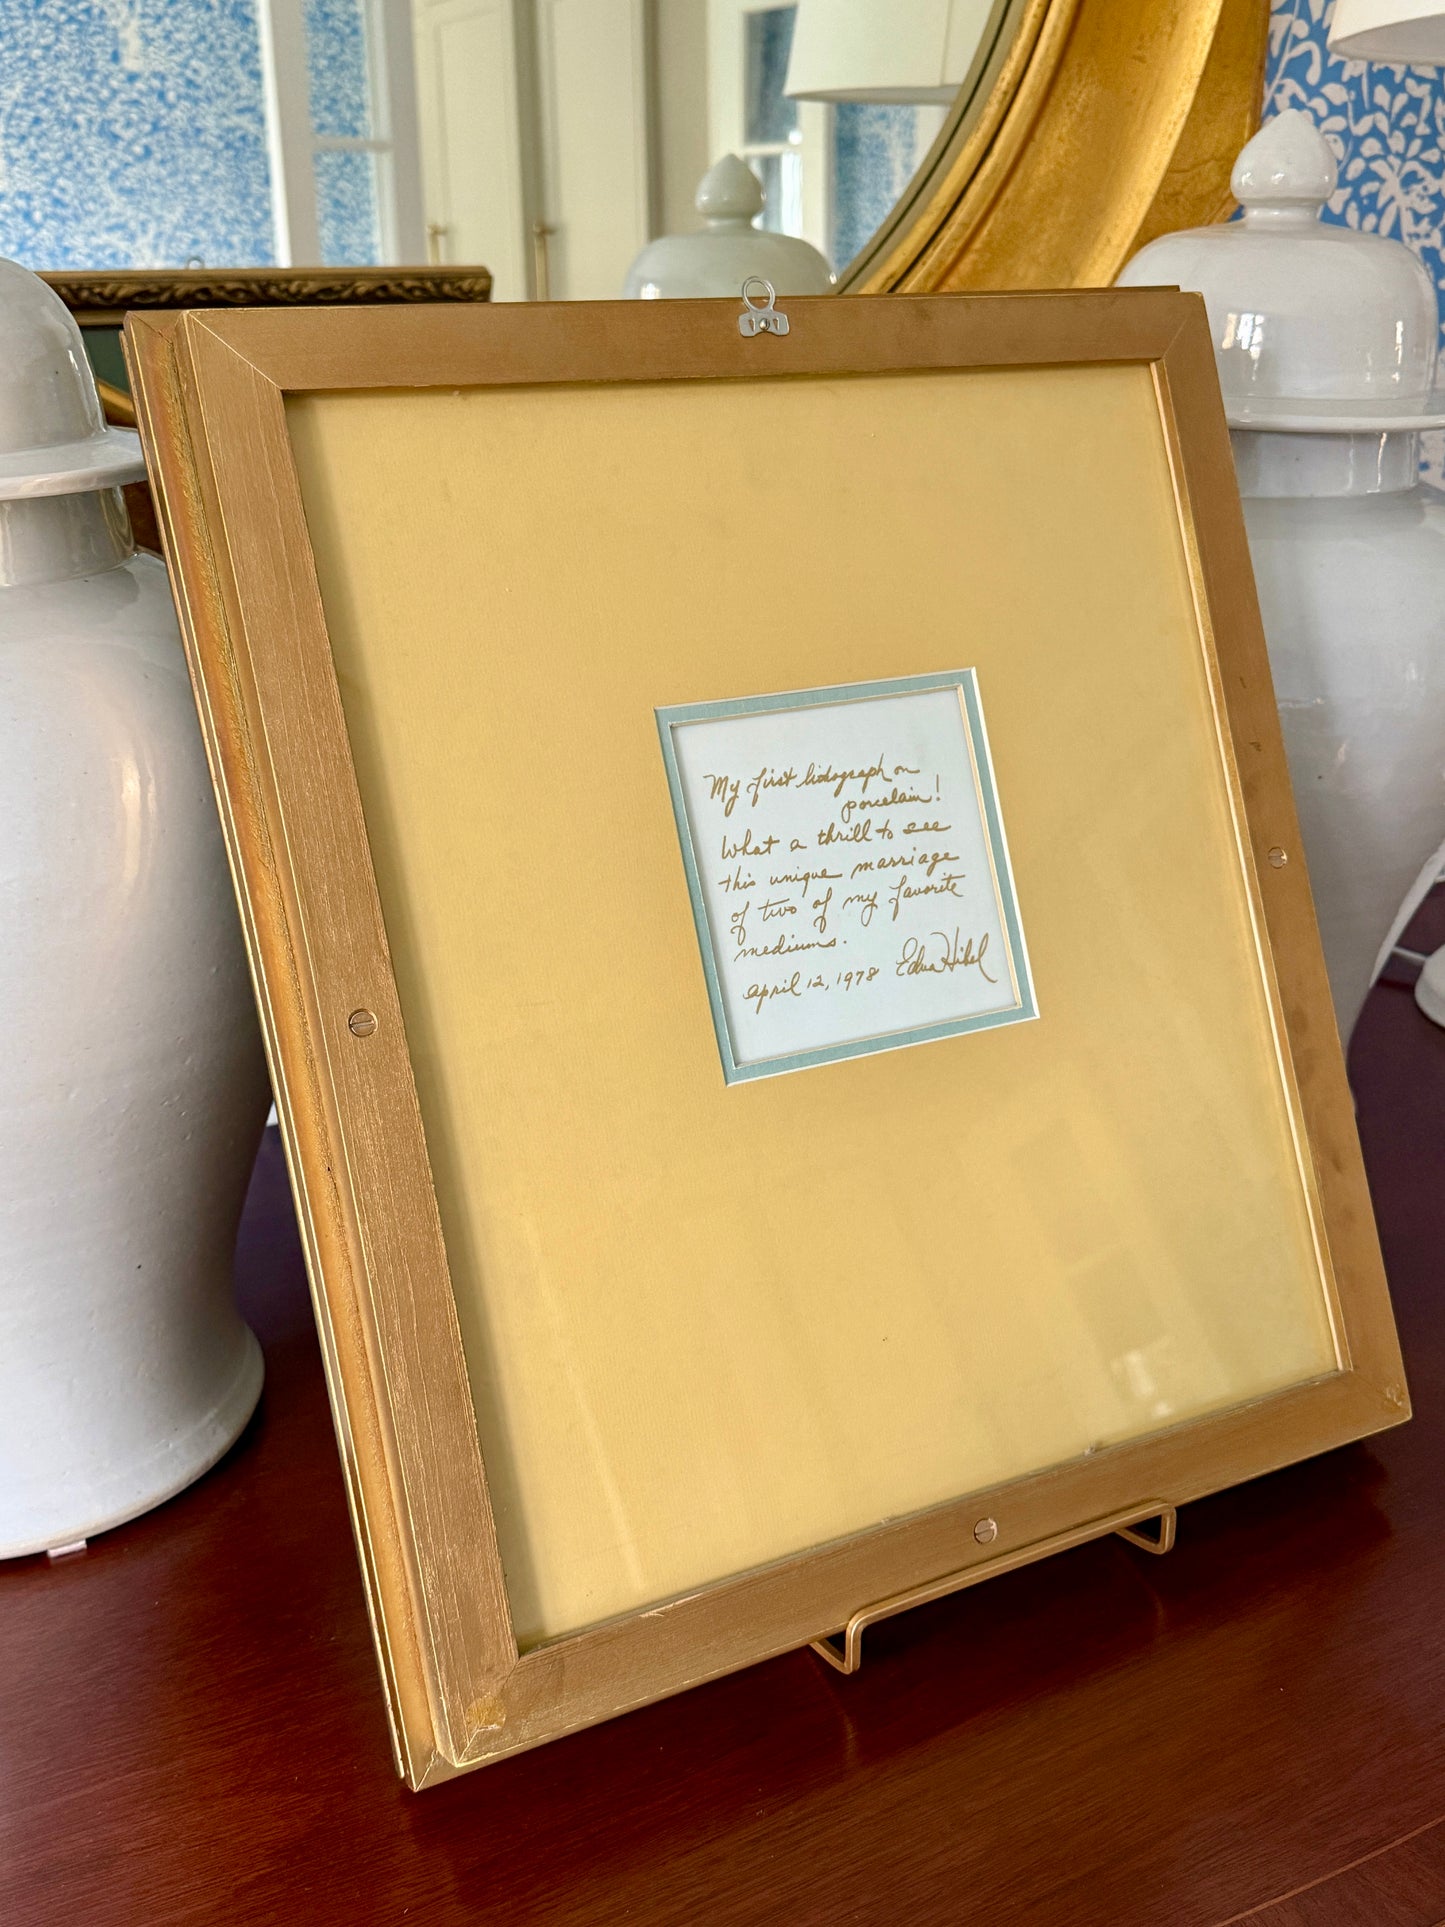 My first lidograph on
porcelain!
What a thrill to see
this unique marriage
of two of my favorite
mediums.
april 12, 1978 Edna Hibel